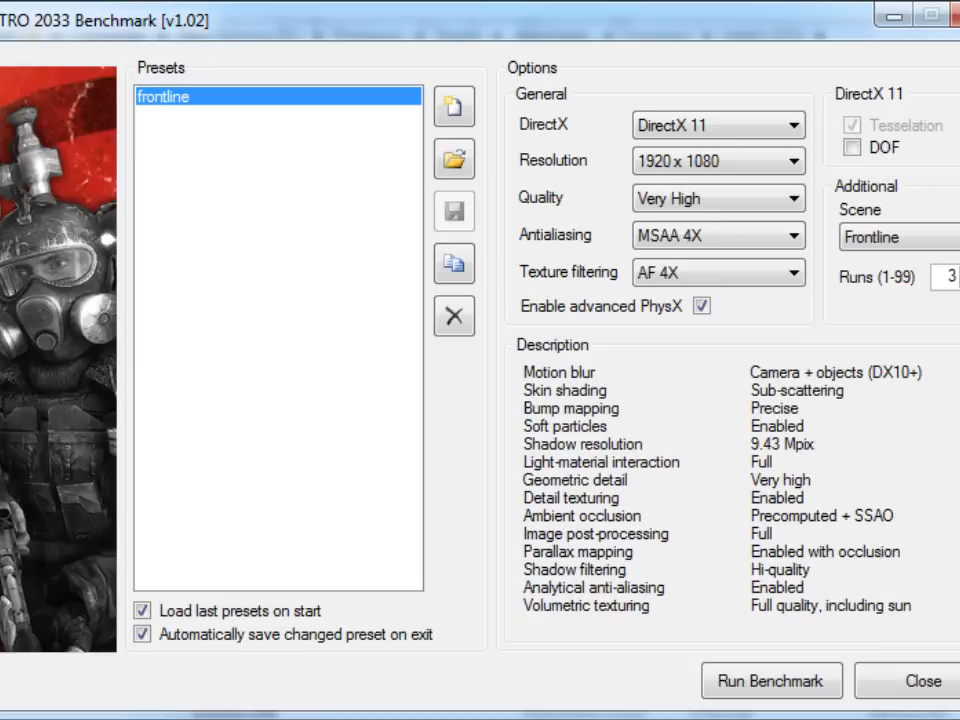 TRO 2033 Benchmark [v1.02]
Presets
frontline
Load last presets on start
Automatically save changed preset on exit
Options
General
DirectX
DirectX 11
Resolution
1920 x 1080
Quality
Very High
Antialiasing
MSAA 4X
Texture filtering
AF 4X
Enable advanced PhysX
DirectX 11
Tesselation
DOF
Additional
Scene
Frontline
Runs (1-99)
3
Description
Motion blur Camera + objects (DX10+)
Skin shading Sub-scattering
Bump mapping Precise
Soft particles Enabled
Shadow resolution 9.43 Mpix
Light-material interaction Full
Geometric detail Very high
Detail texturing Enabled
Ambient occlusion Precomputed + SSAO
Image post-processing Full
Parallax mapping Enabled with occlusion
Shadow filtering Hi-quality
Analytical anti-aliasing Enabled
Volumetric texturing Full quality, including sun
Run Benchmark
Close